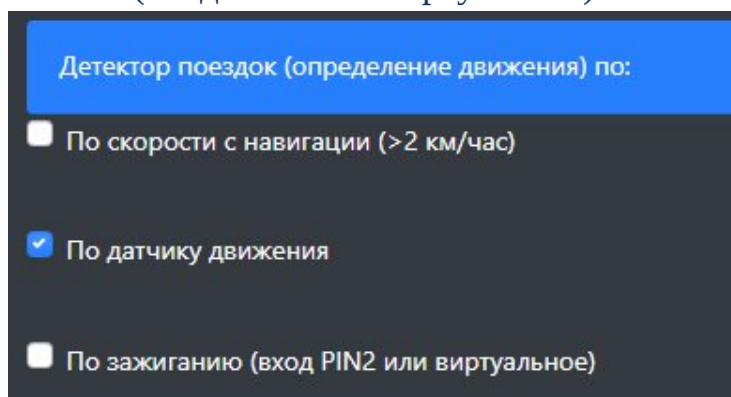 Детектор поездок (определение движения) по:
По скорости с навигации (>2 км/час)
По датчику движения
По зажиганию (вход PIN2 или виртуальное)